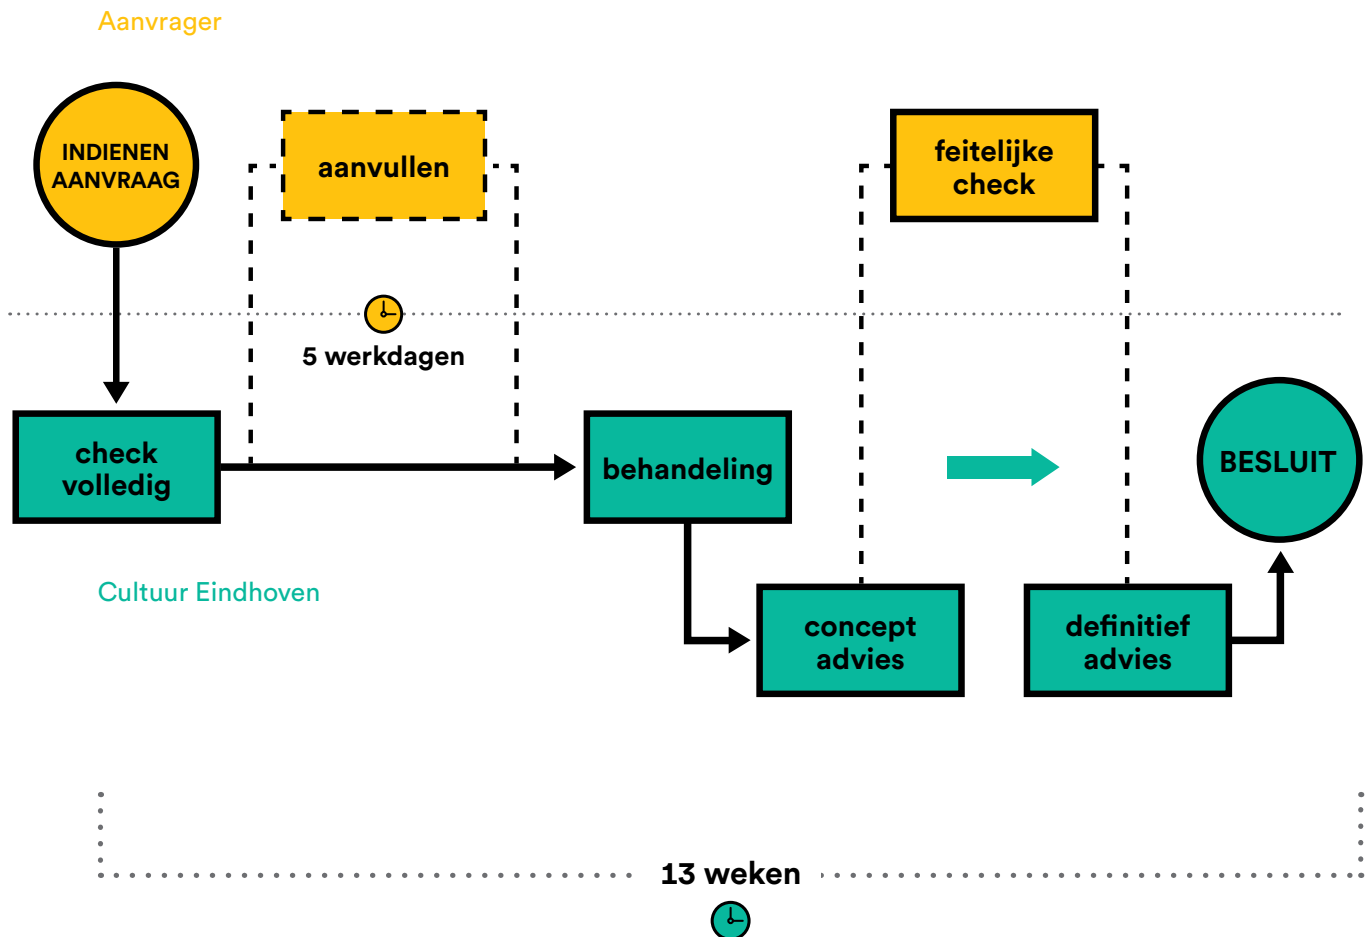 Aanvrager
INDIENEN
AANVRAAG
aanvullen
feitelijke
check
5 werkdagen
check
volledig
behandeling
BESLUIT
Cultuur Eindhoven
concept
advies
definitief
advies
13 weken